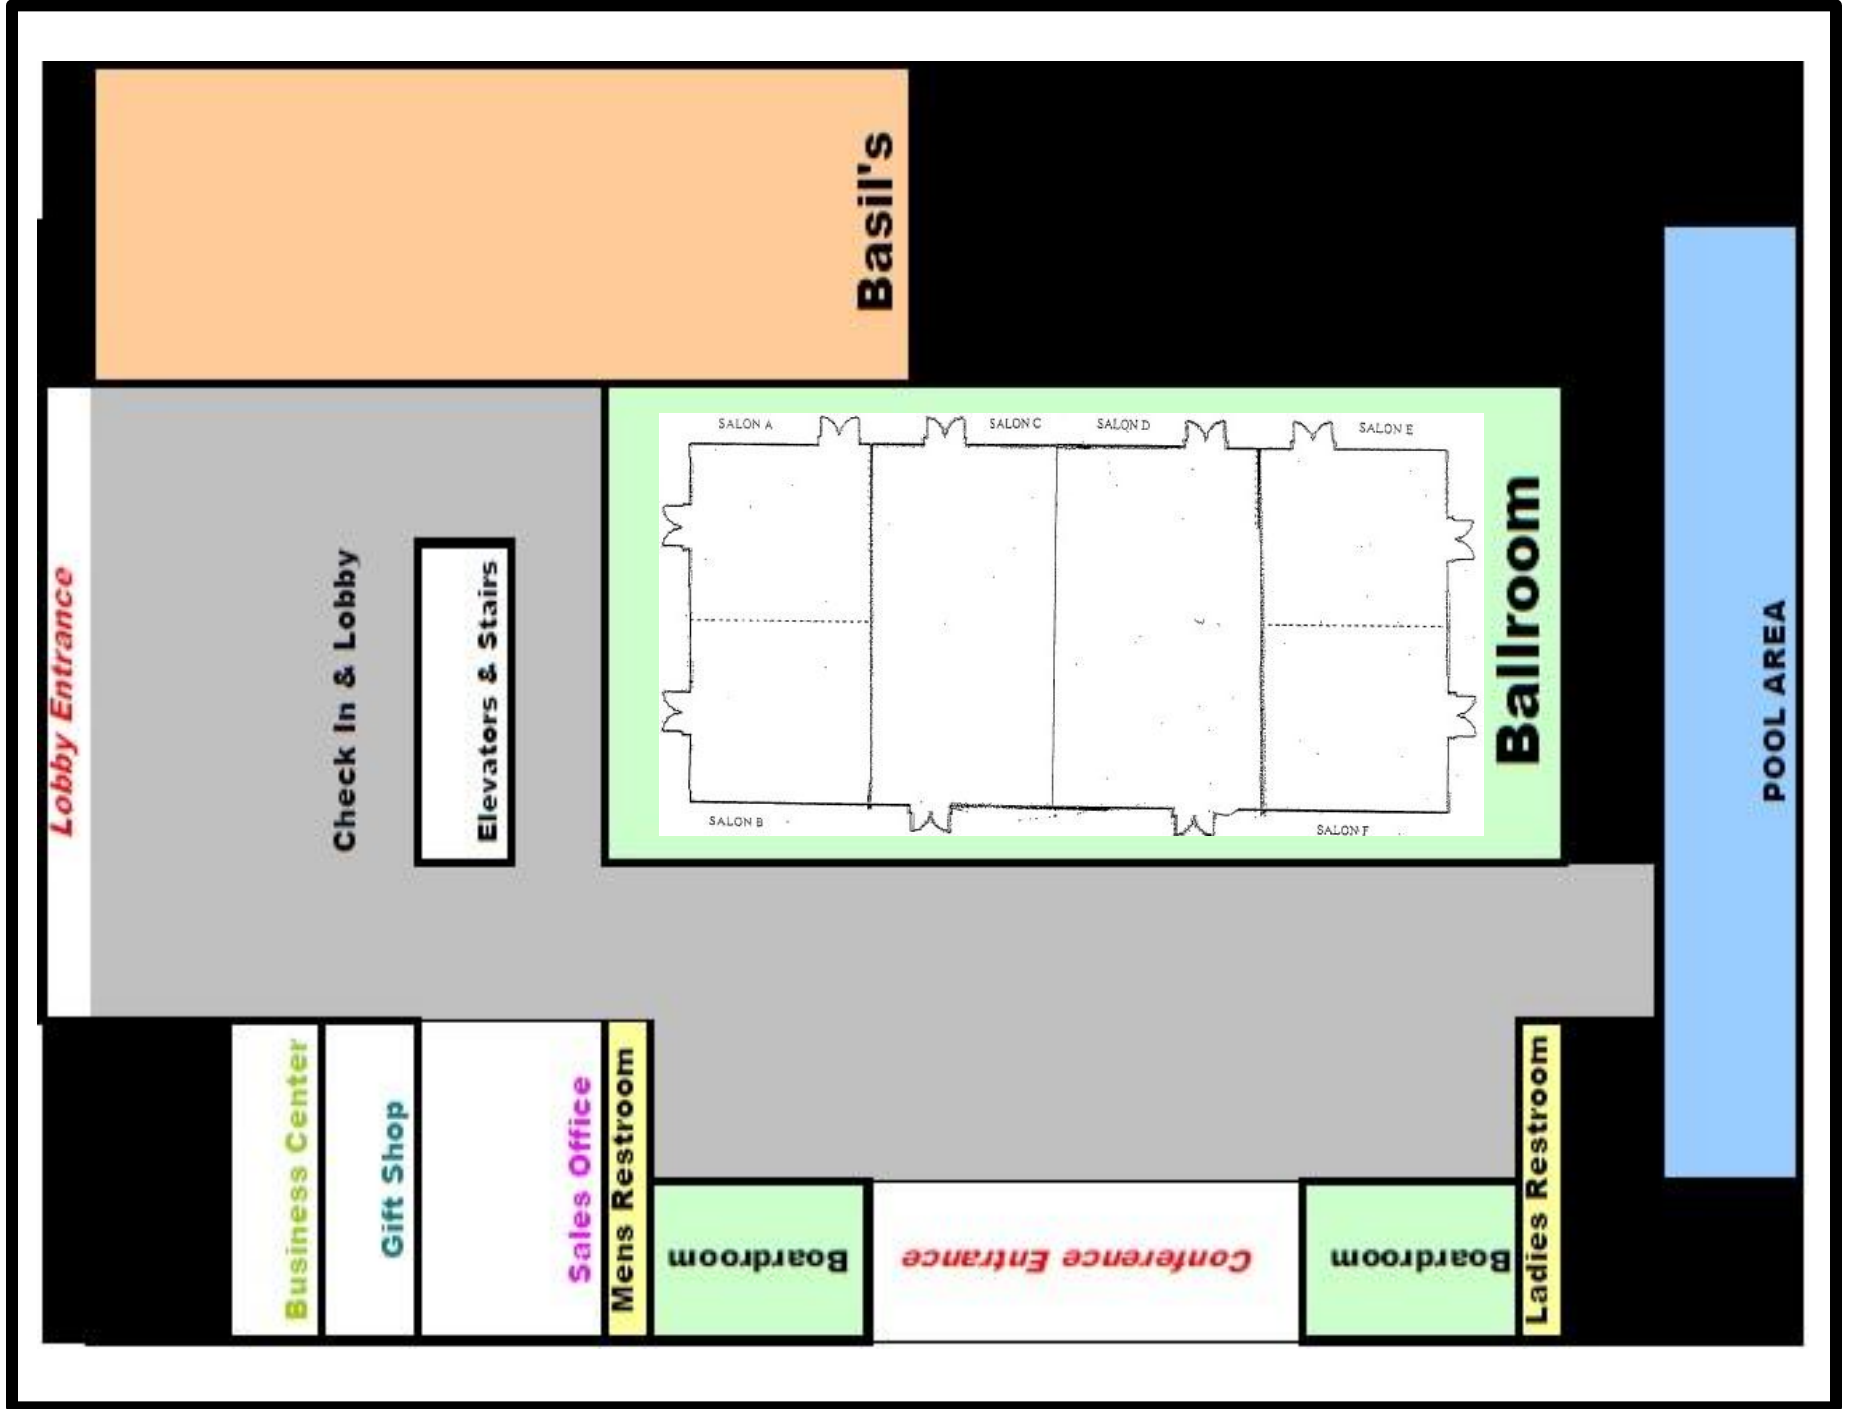 Basil's
SALON A
SALON C
SALON D
SALON E
Lobby Entrance
Check In & Lobby
Elevators & Stairs
Ballroom
POOL AREA
SALON B
SALON F
Business Center
Gift Shop
Sales Office
Mens Restroom
Boardroom
Conference Entrance
Boardroom
Ladies Restroom